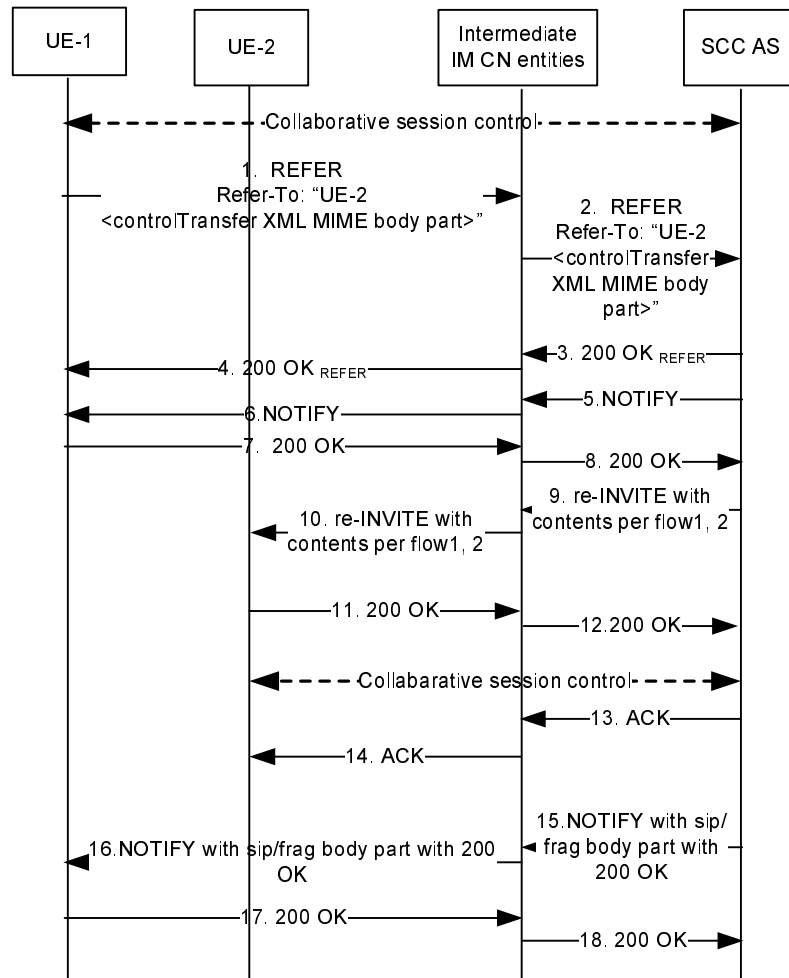 UE-1
UE-2
Intermediate
IM CN entities
SCC AS
Collaborative session control
1. REFER
Refer-To: “UE-2
<controlTransfer XML MIME body part>”
2. REFER
Refer-To: “UE-2
<controlTransfer
XML MIME body
part>”
3. 200 OK REFER
4. 200 OK REFER
5.NOTIFY
6.NOTIFY
7. 200 OK
8. 200 OK
9. re-INVITE with
contents per flow1, 2
10. re-INVITE with
contents per flow1, 2
11. 200 OK
12.200 OK
Collabarative session control
13. ACK
14. ACK
15.NOTIFY with sip/
frag body part with
200 OK
16.NOTIFY with sip/frag body part with 200
OK
17. 200 OK
18. 200 OK